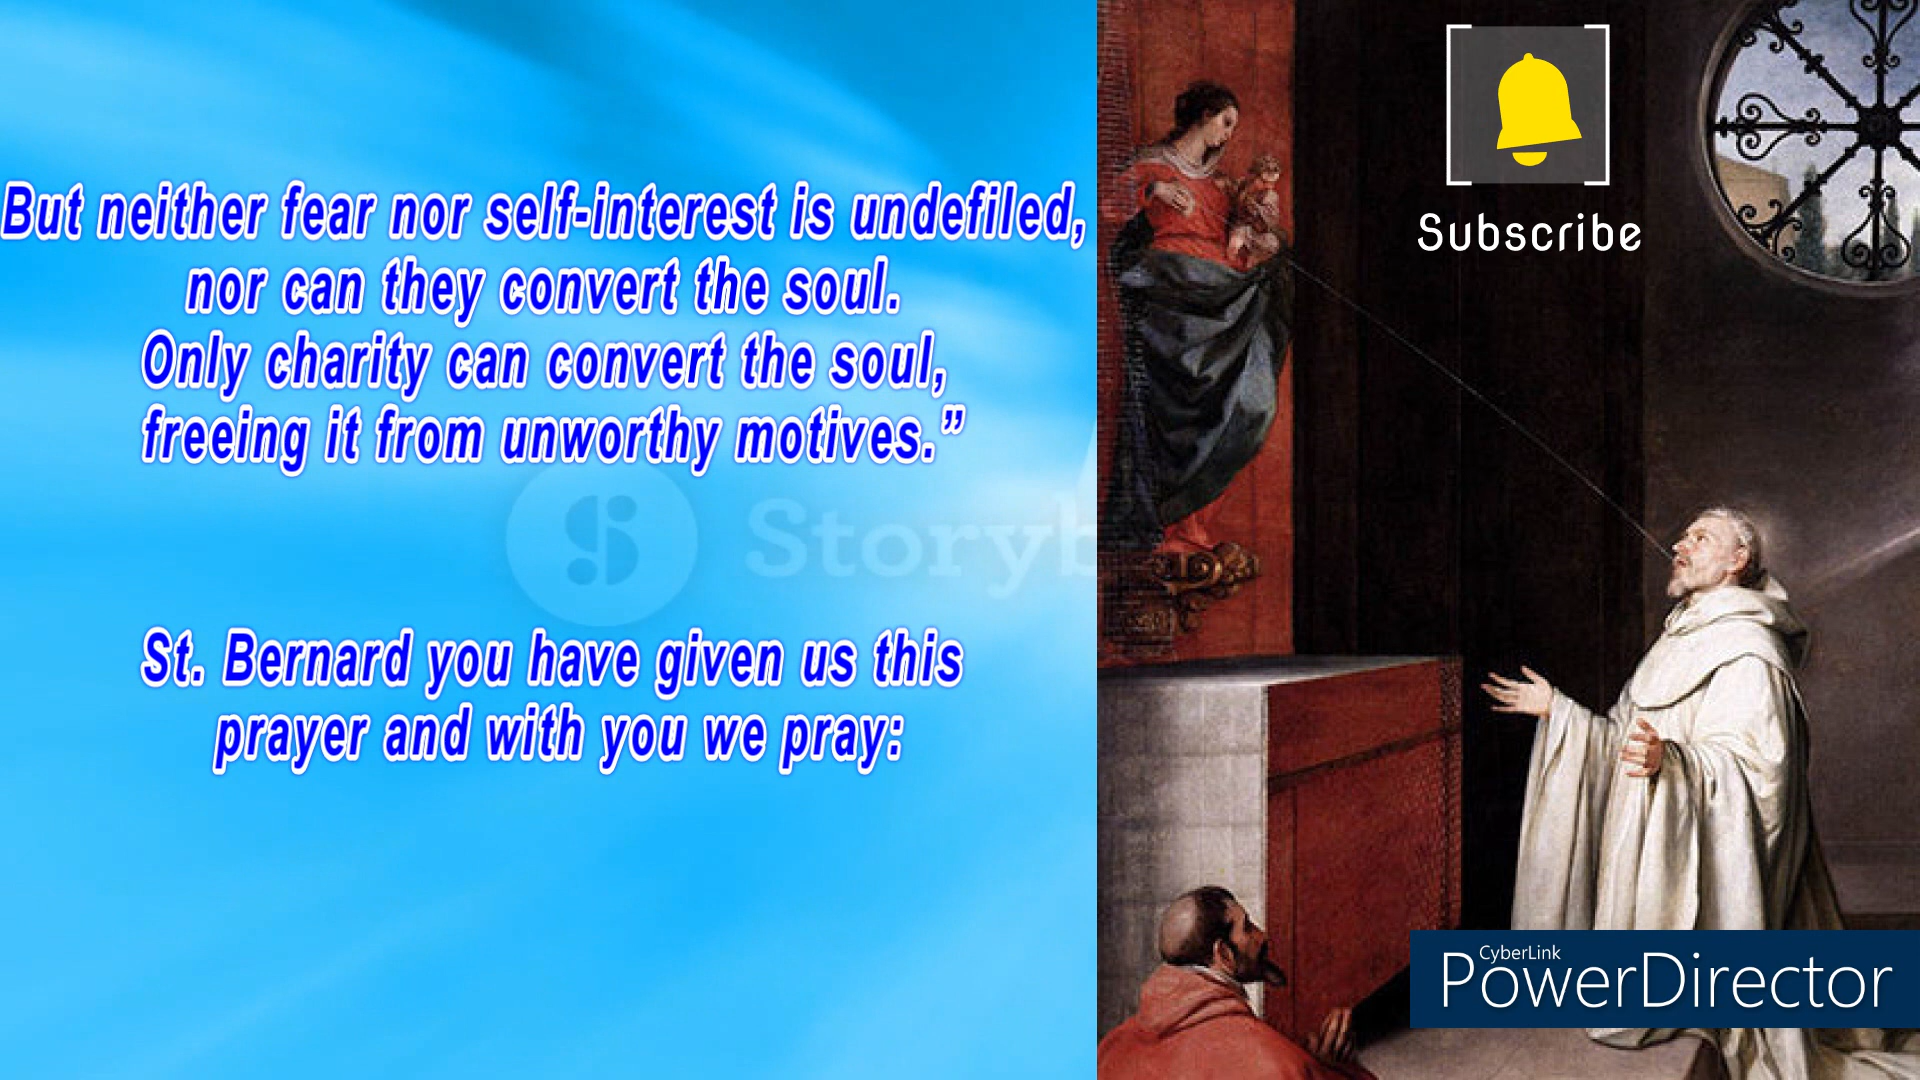 But neither fear nor self-interest is undefiled,
nor can they convert the soul.
Only charity can convert the soul,
freeing it from unworthy motives.”
St. Bernard you have given us this
prayer and with you we pray:
Storyb
Subscribe
CyberLink
PowerDirector